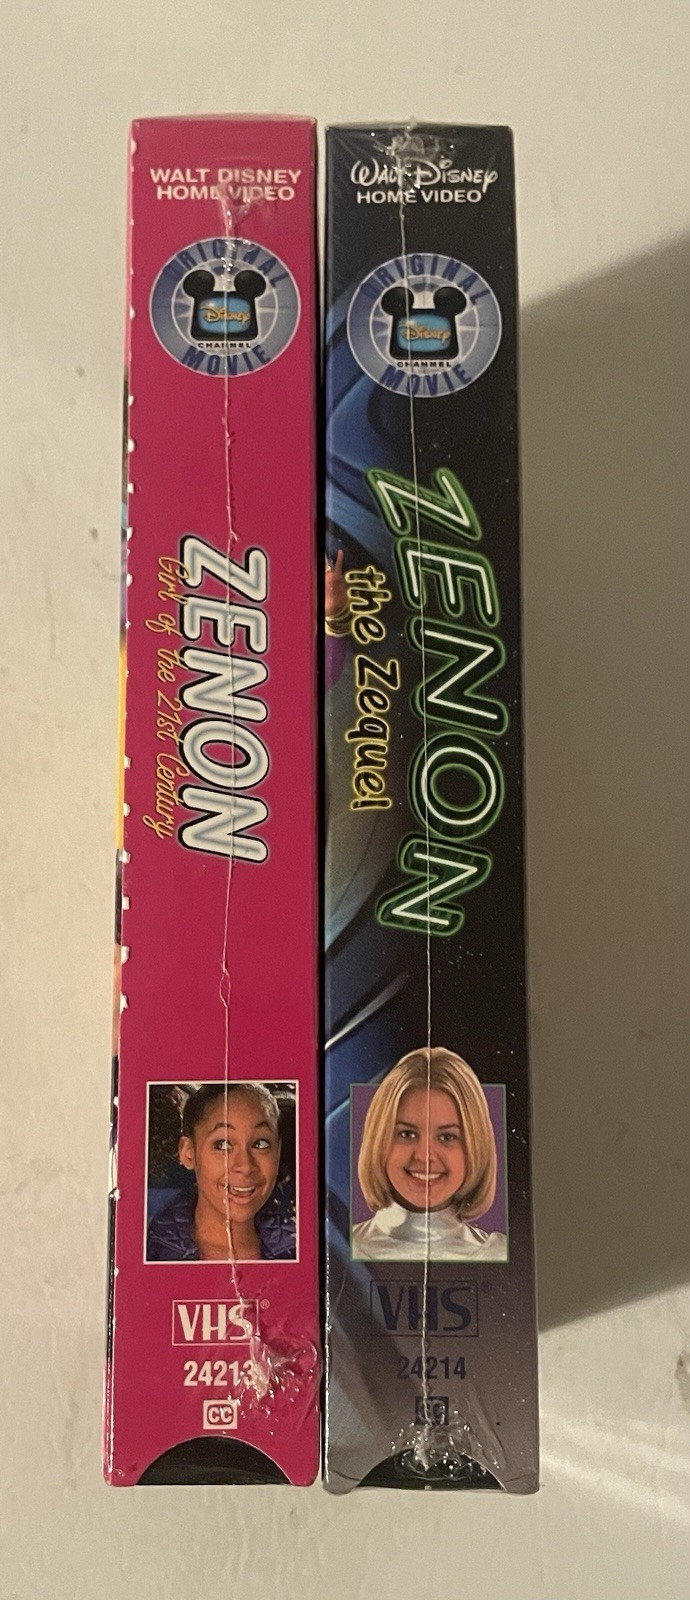 WALT DISNEY
HOME VIDEO
ORIGINAL
Disney
CHANNEL
MOVIE
ZENON
Girl of the 21st Century
VHS®
24213
CC
Walt Disney
HOME VIDEO
ORIGINAL
Disney
CHANNEL
MOVIE
ZENON
the Zequel
VHS®
24214
CC